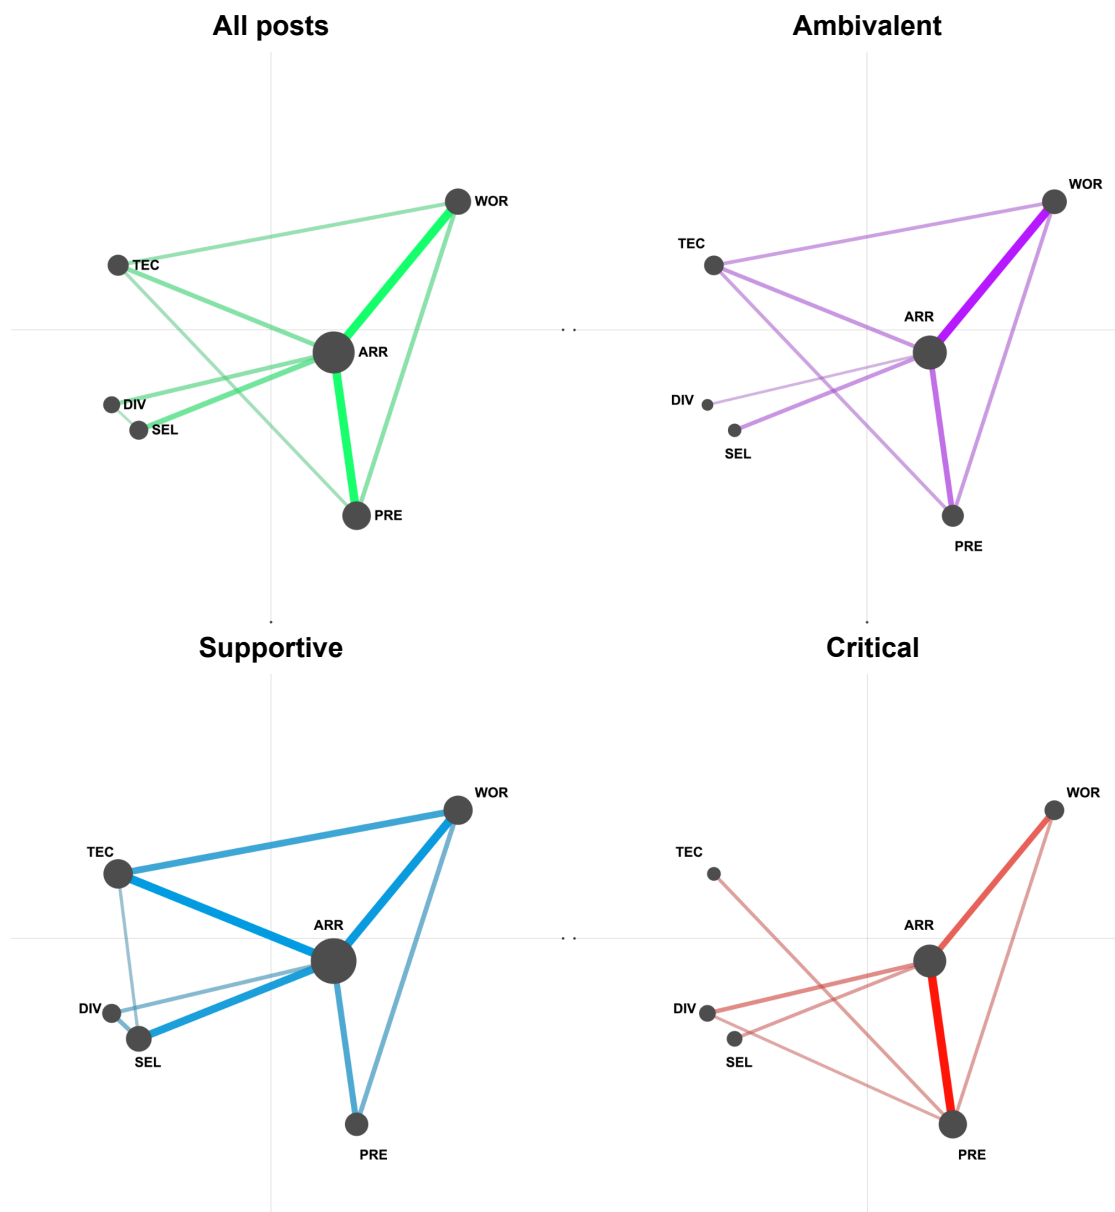 All posts
WOR
TEC
ARR
DIV
SEL
PRE
Ambivalent
WOR
TEC
ARR
DIV
SEL
PRE
Supportive
WOR
TEC
ARR
DIV
SEL
PRE
Critical
WOR
TEC
ARR
DIV
SEL
PRE